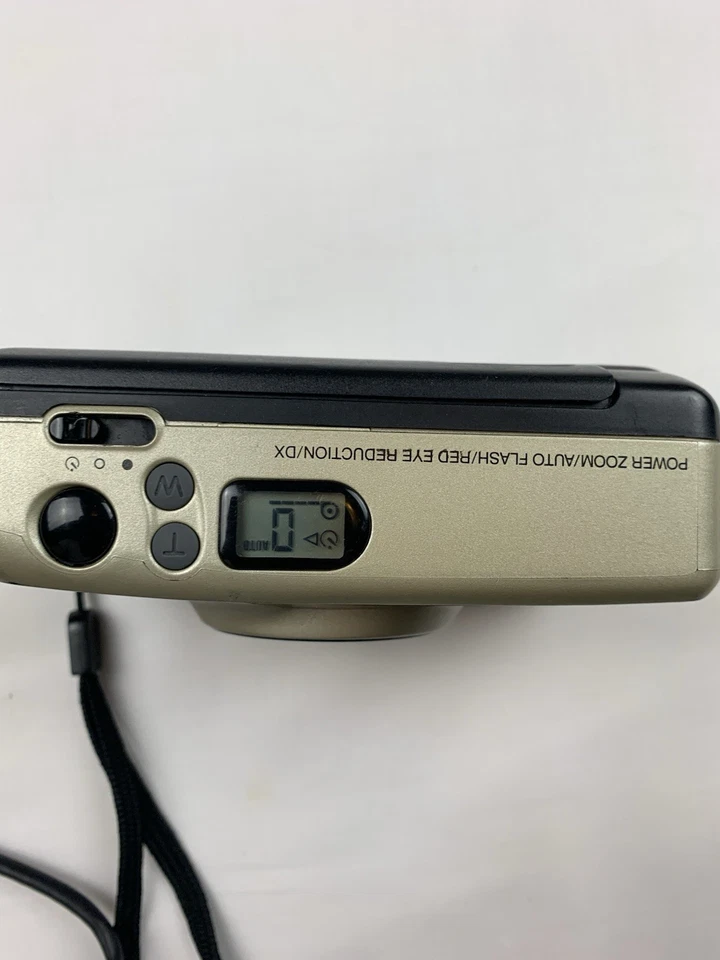 POWER ZOOM/AUTO FLASH/RED EYE REDUCTION/DX
AUTO
0
W
T